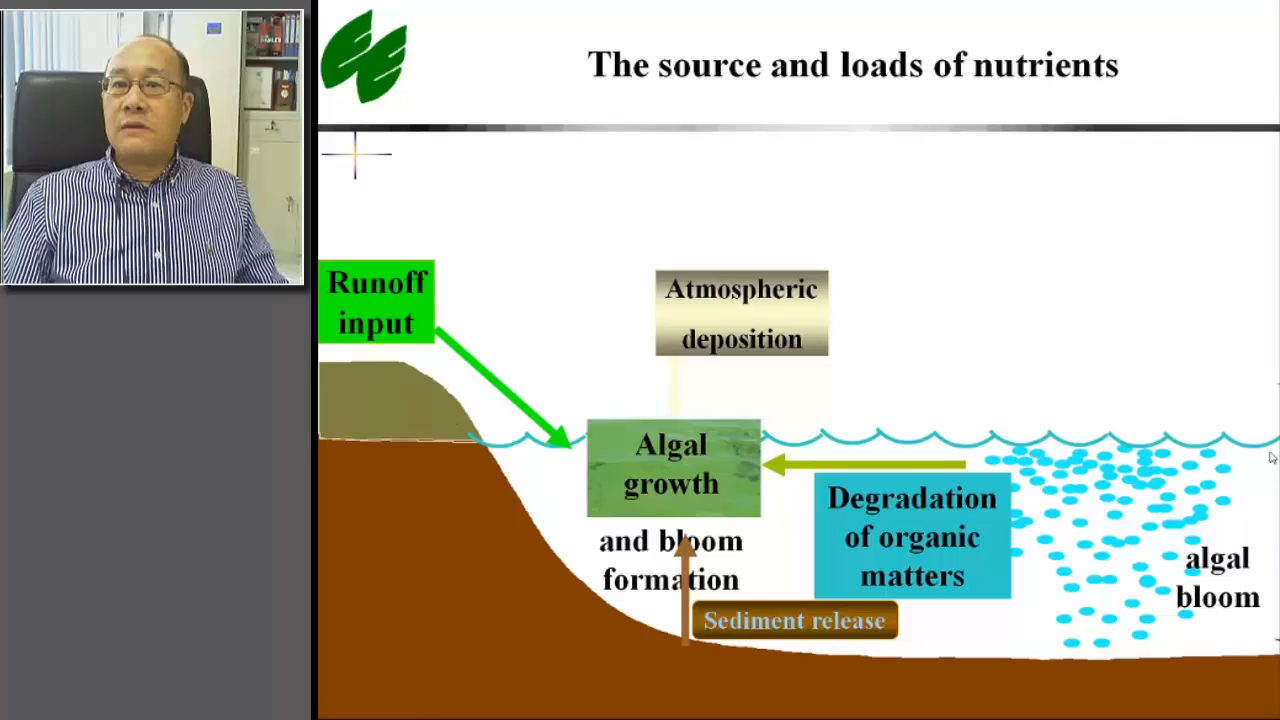 The source and loads of nutrients
Runoff
input
Atmospheric
deposition
Algal
growth
and bloom
formation
Degradation
of organic
matters
algal
bloom
Sediment release